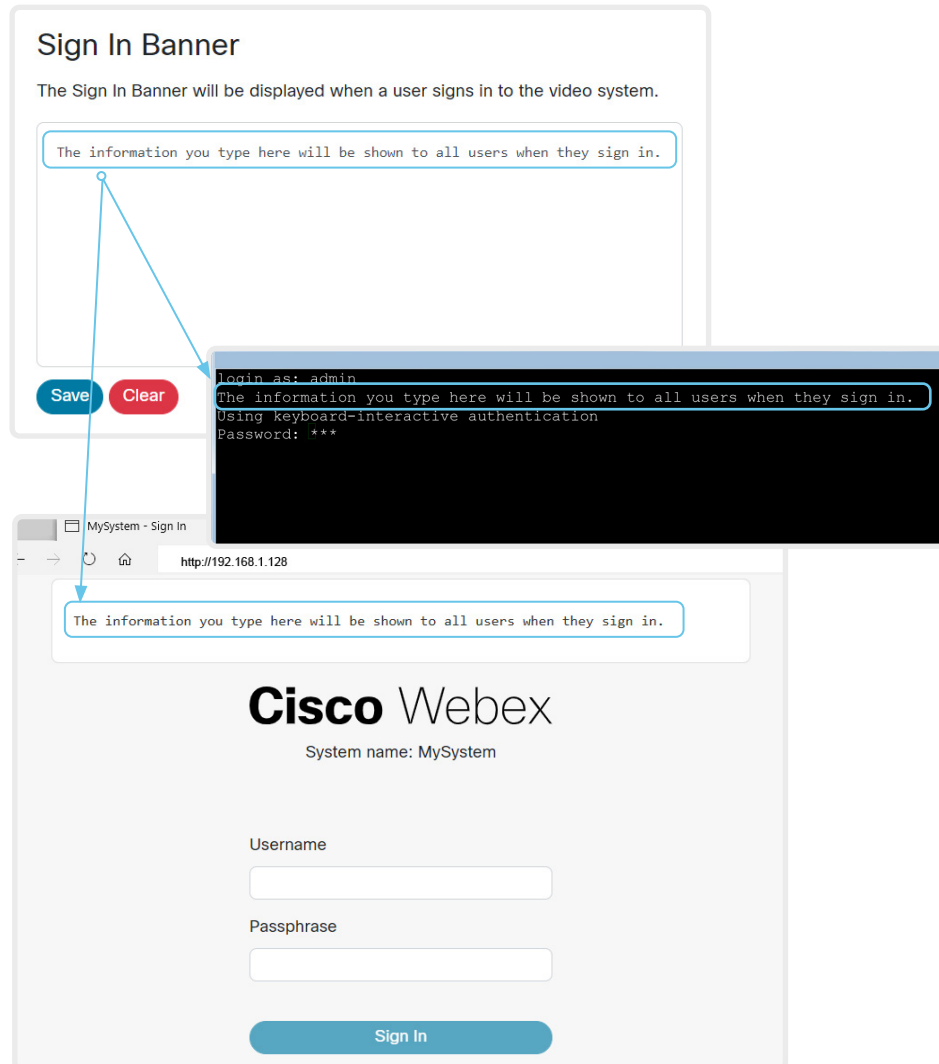 Sign In Banner
The Sign In Banner will be displayed when a user signs in to the video system.
The information you type here will be shown to all users when they sign in.
Save
Clear
login as: admin
The information you type here will be shown to all users when they sign in.
Using keyboard-interactive authentication
Password: ***
MySystem - Sign In
http://192.168.1.128
The information you type here will be shown to all users when they sign in.
Cisco Webex
System name: MySystem
Username
Passphrase
Sign In